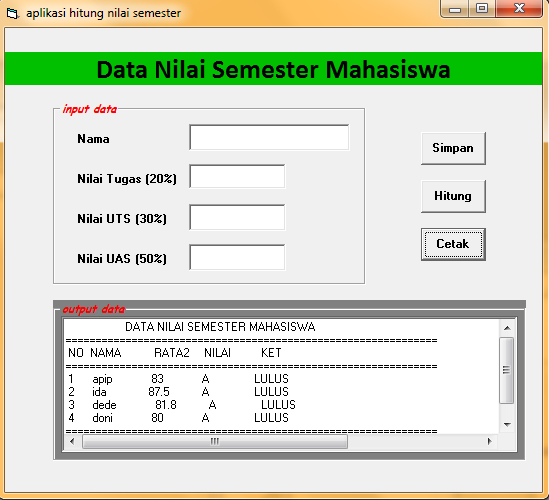 aplikasi hitung nilai semester
Data Nilai Semester Mahasiswa
input data
Nama
Nilai Tugas (20%)
Nilai UTS (30%)
Nilai UAS (50%)
Simpan
Hitung
Cetak
output data
DATA NILAI SEMESTER MAHASISWA
NO NAMA RATA2 NILAI KET
1 apip 83 A LULUS
2 ida 87.5 A LULUS
3 dede 81.8 A LULUS
4 doni 80 A LULUS